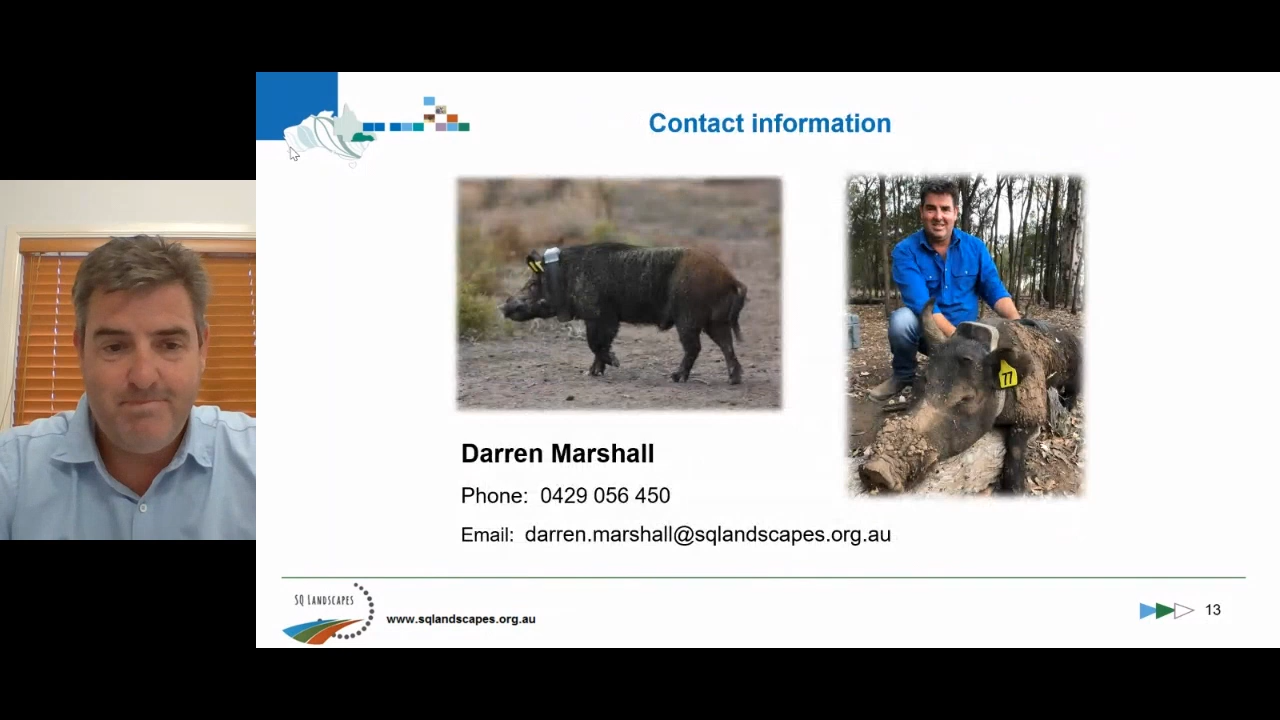 Contact information
77
Darren Marshall
Phone: 0429 056 450
Email: darren.marshall@sqlandscapes.org.au
SQ LANDSCAPES
www.sqlandscapes.org.au
13